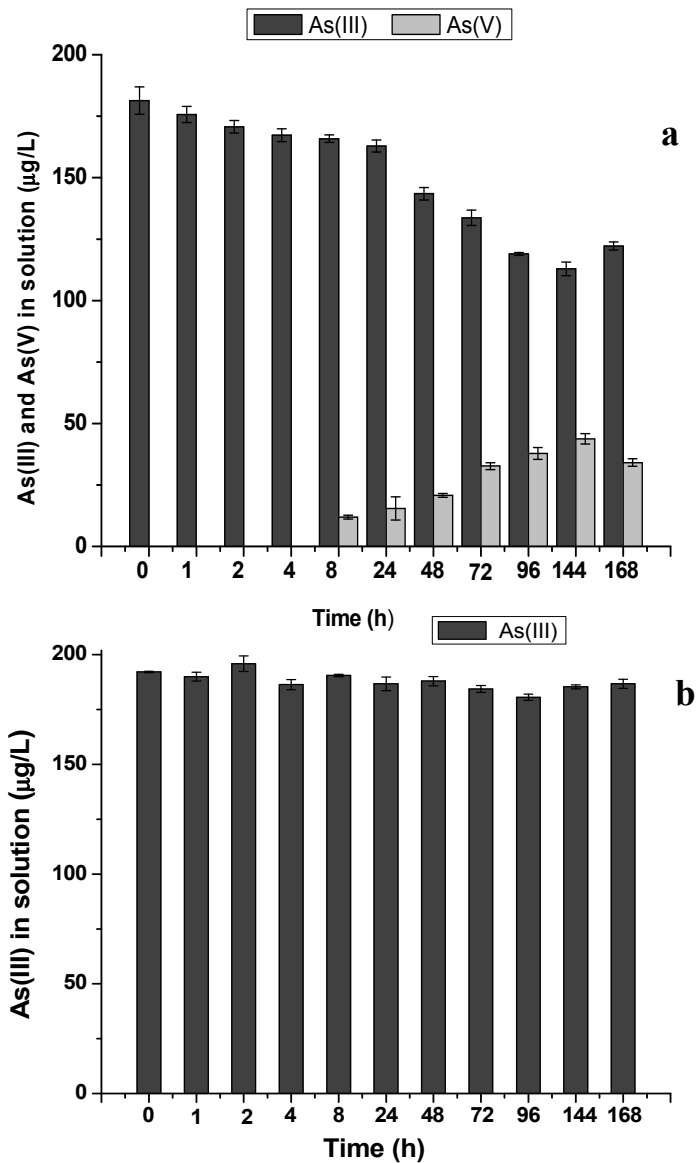 As(III) As(V)
200
150
100
50
0
As(III) and As(V) in solution (μg/L)
a
0 1 2 4 8 24 48 72 96 144 168
Time (h)
As(III)
200
150
100
50
0
As(III) in solution (μg/L)
b
0 1 2 4 8 24 48 72 96 144 168
Time (h)